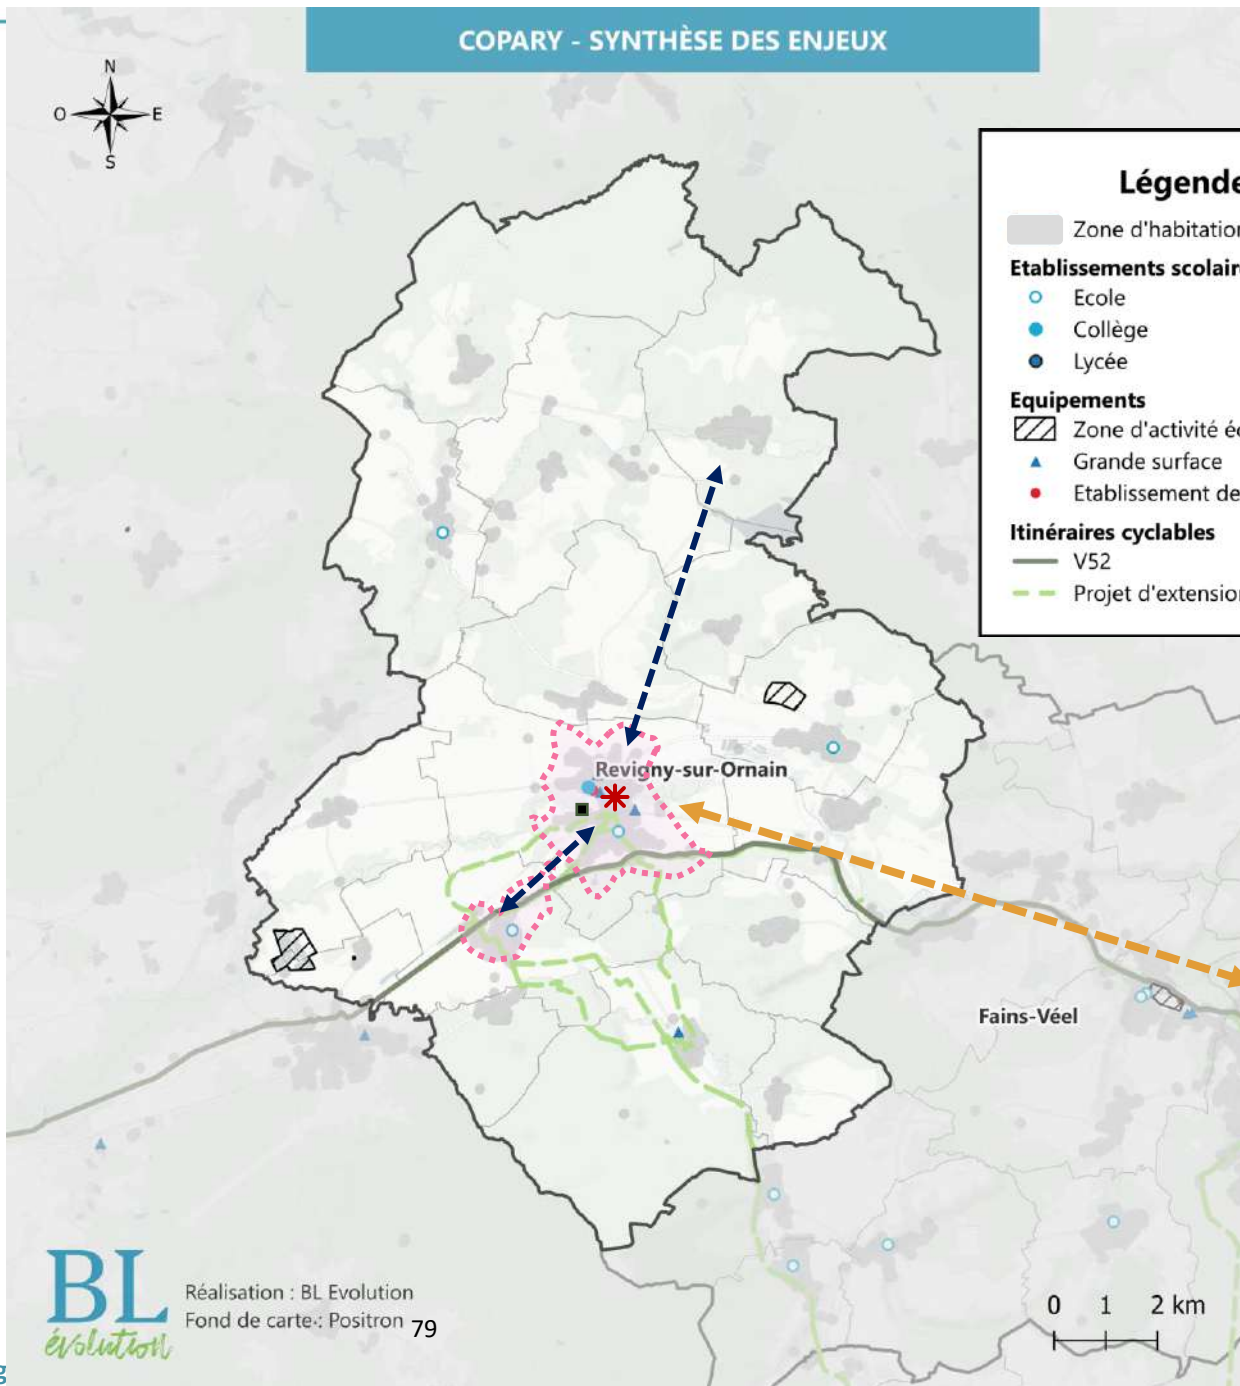 COPARY - SYNTHÈSE DES ENJEUX
N
O
E
S
Légende
Zone d'habitation
Etablissements scolaire
Ecole
Collège
Lycée
Equipements
Zone d'activité éc
Grande surface
Etablissement de
Itinéraires cyclables
V52
Projet d'extension
Revigny-sur-Ornain
Fains-Véel
BL
évolution
Réalisation : BL Evolution
Fond de carte : Positron
79
0 1 2 km
g